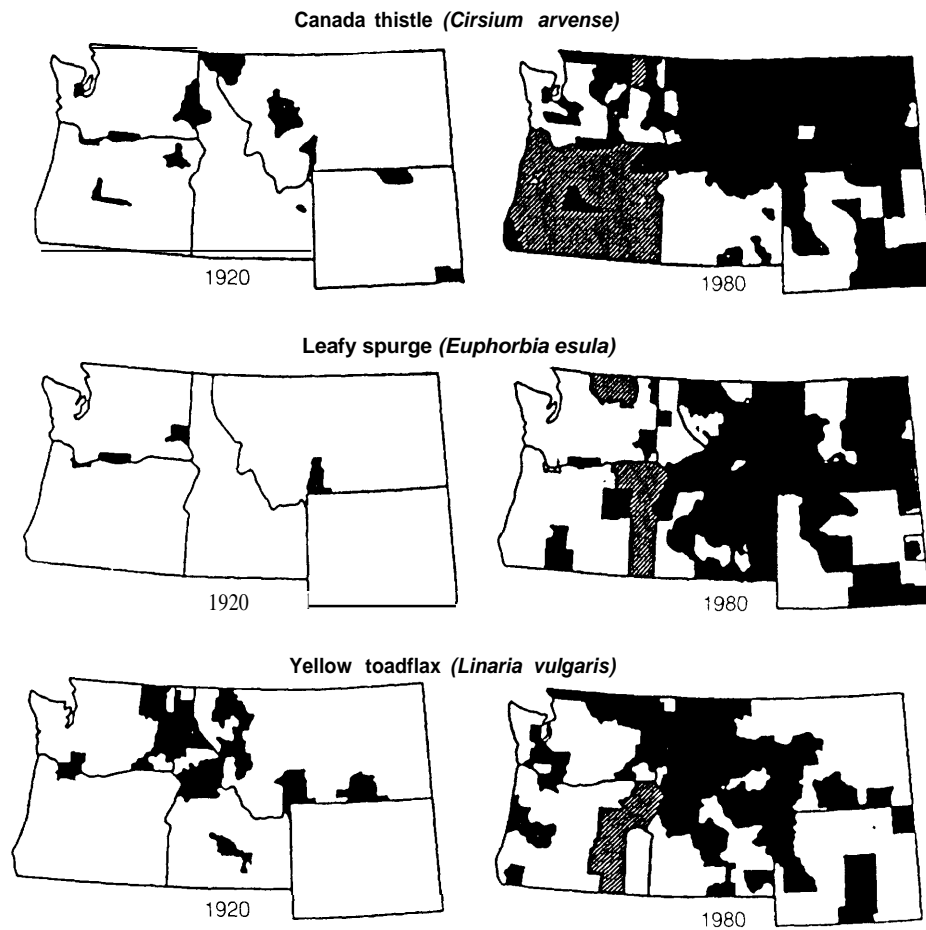 Canada thistle (Cirsium arvense)
1920
1980
Leafy spurge (Euphorbia esula)
1920
1980
Yellow toadflax (Linaria vulgaris)
1920
1980